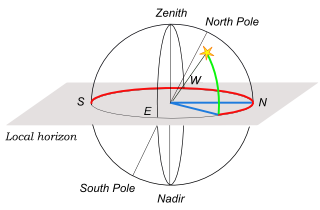 Zenith
North Pole
W
S
N
E
Local horizon
South Pole
Nadir